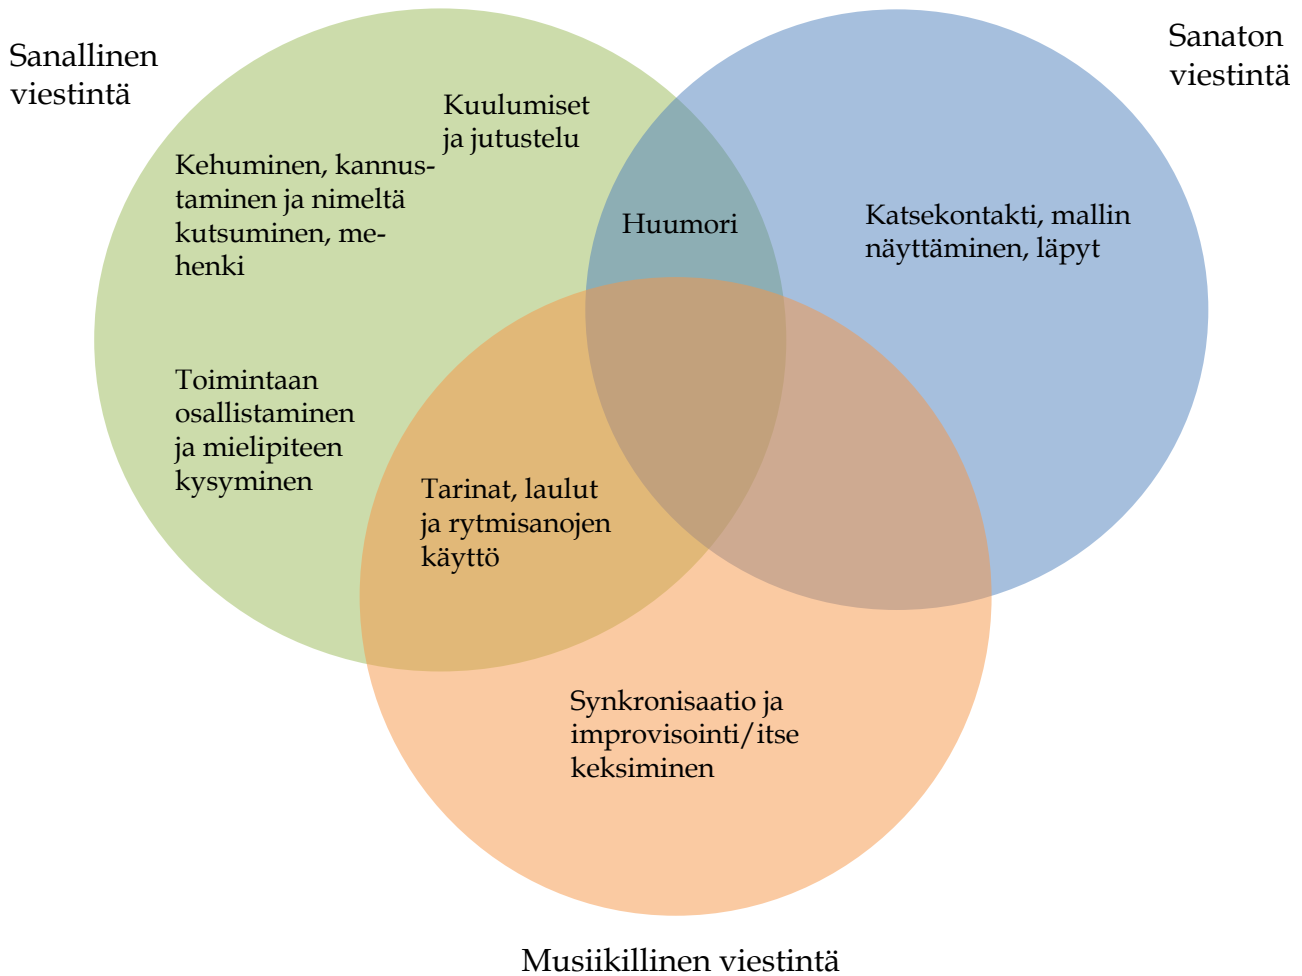 Sanallinen
viestintä
Sanaton
viestintä
Kuulumiset
ja jutustelu
Kehuminen, kannus-
taminen ja nimeltä
kutsuminen, me-
henki
Huumori
Katsekontakti, mallin
näyttäminen, läpyt
Toimintaan
osallistaminen
ja mielipiteen
kysyminen
Tarinat, laulut
ja rytmisanojen
käyttö
Synkronisaatio ja
improvisointi/itse
keksiminen
Musiikillinen viestintä